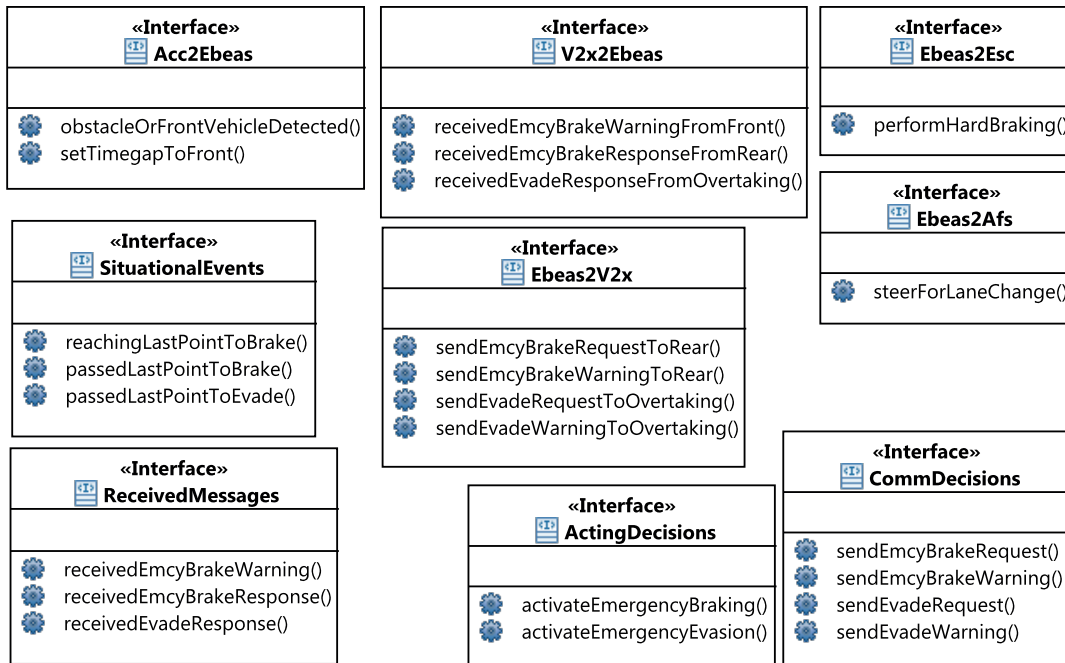 «Interface»
Acc2Ebeas
obstacleOrFrontVehicleDetected()
setTimegapToFront()
«Interface»
V2x2Ebeas
receivedEmcyBrakeWarningFromFront()
receivedEmcyBrakeResponseFromRear()
receivedEvadeResponseFromOvertaking()
«Interface»
Ebeas2Esc
performHardBraking()
«Interface»
Ebeas2Afs
steerForLaneChange()
«Interface»
SituationalEvents
reachingLastPointToBrake()
passedLastPointToBrake()
passedLastPointToEvade()
«Interface»
Ebeas2V2x
sendEmcyBrakeRequestToRear()
sendEmcyBrakeWarningToRear()
sendEvadeRequestToOvertaking()
sendEvadeWarningToOvertaking()
«Interface»
ReceivedMessages
receivedEmcyBrakeWarning()
receivedEmcyBrakeResponse()
receivedEvadeResponse()
«Interface»
ActingDecisions
activateEmergencyBraking()
activateEmergencyEvasion()
«Interface»
CommDecisions
sendEmcyBrakeRequest()
sendEmcyBrakeWarning()
sendEvadeRequest()
sendEvadeWarning()